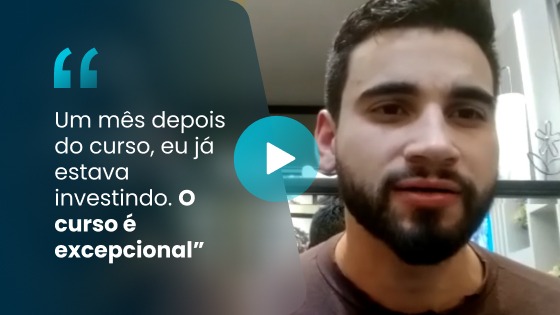 “
Um mês depois
do curso, eu já
estava
investindo. O
curso é
excepcional”